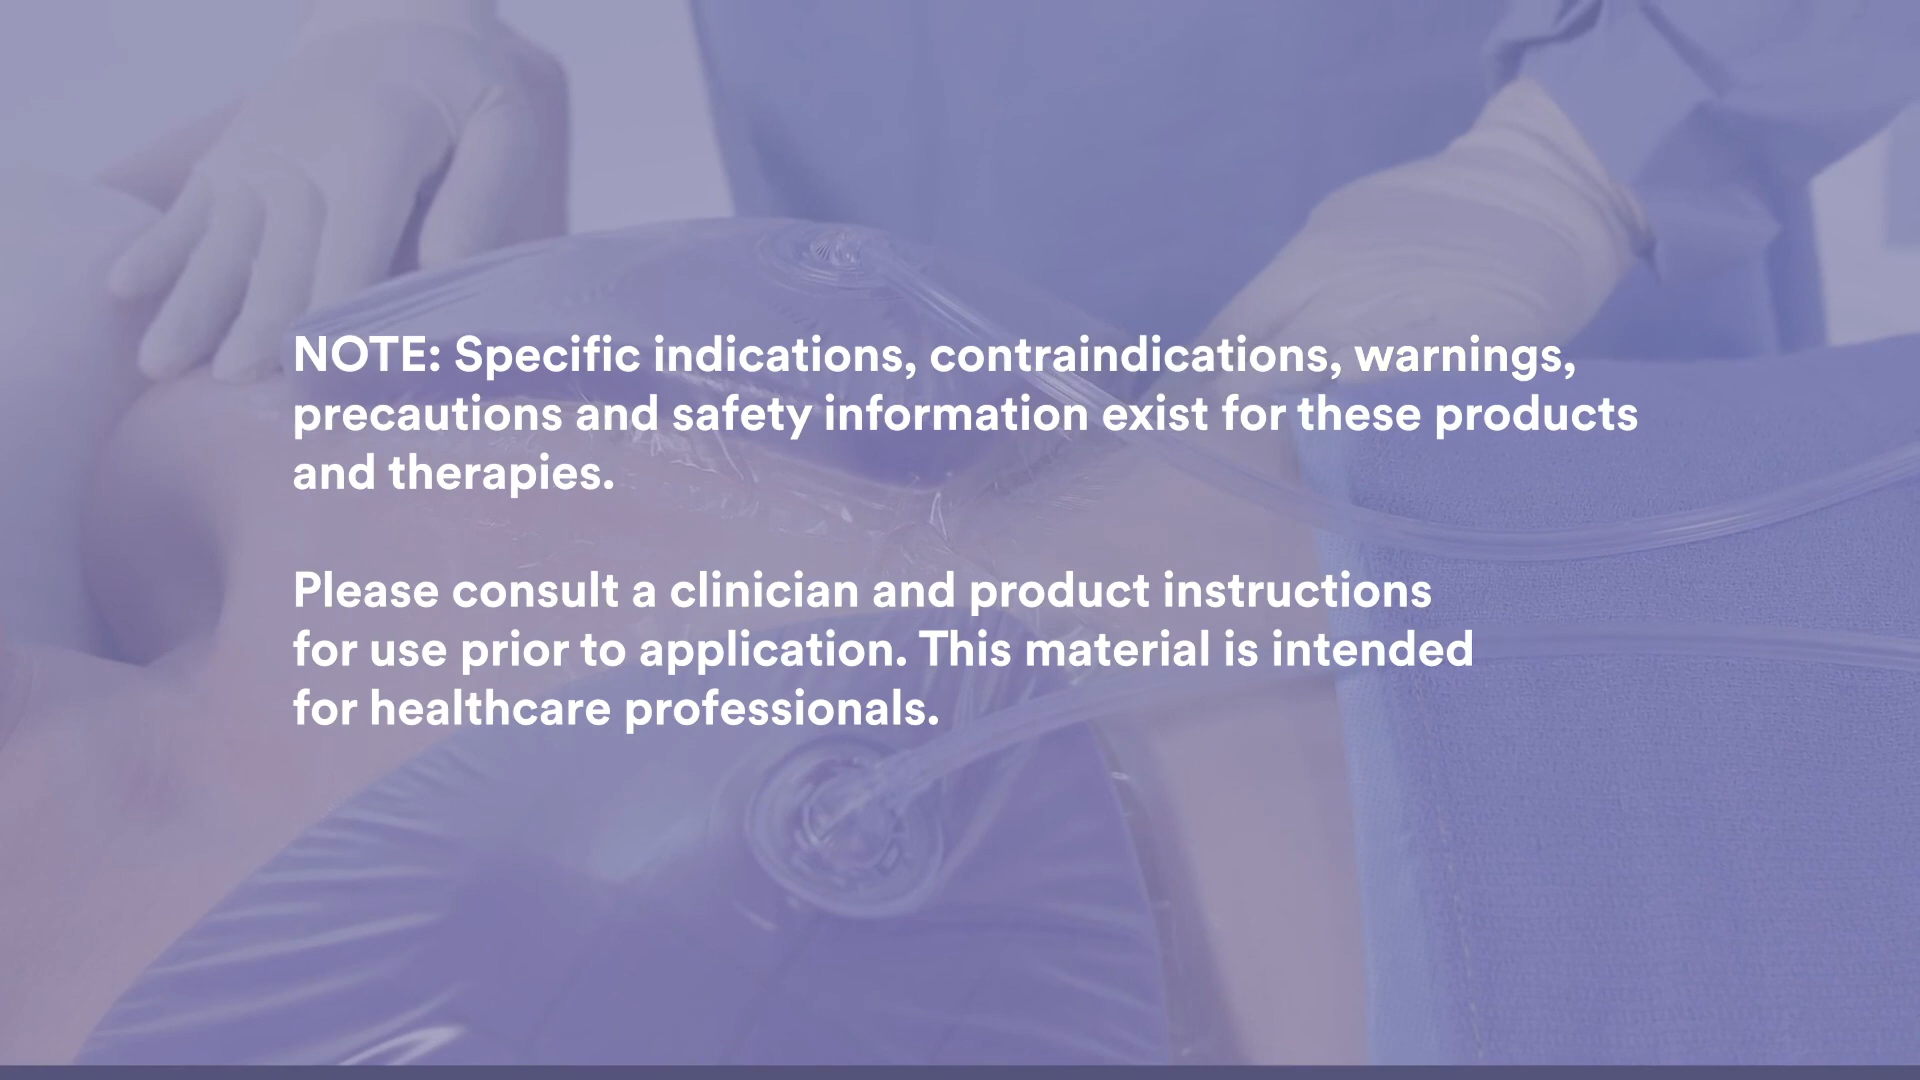 NOTE: Specific indications, contraindications, warnings,
precautions and safety information exist for these products
and therapies.
Please consult a clinician and product instructions
for use prior to application. This material is intended
for healthcare professionals.